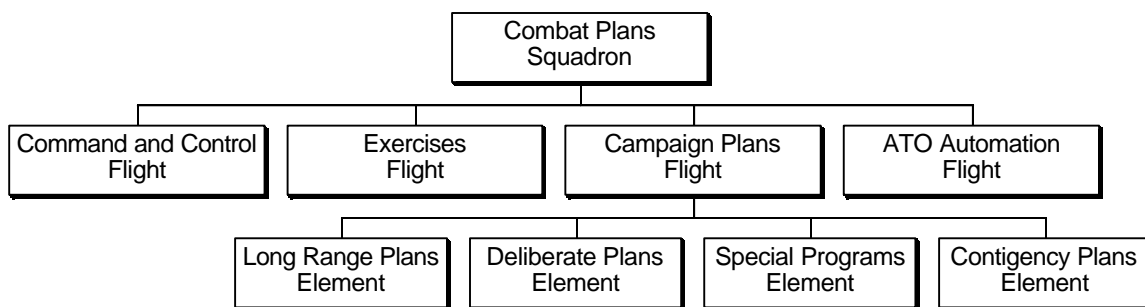 Combat Plans
Squadron
Command and Control
Flight
Exercises
Flight
Campaign Plans
Flight
ATO Automation
Flight
Long Range Plans
Element
Deliberate Plans
Element
Special Programs
Element
Contigency Plans
Element